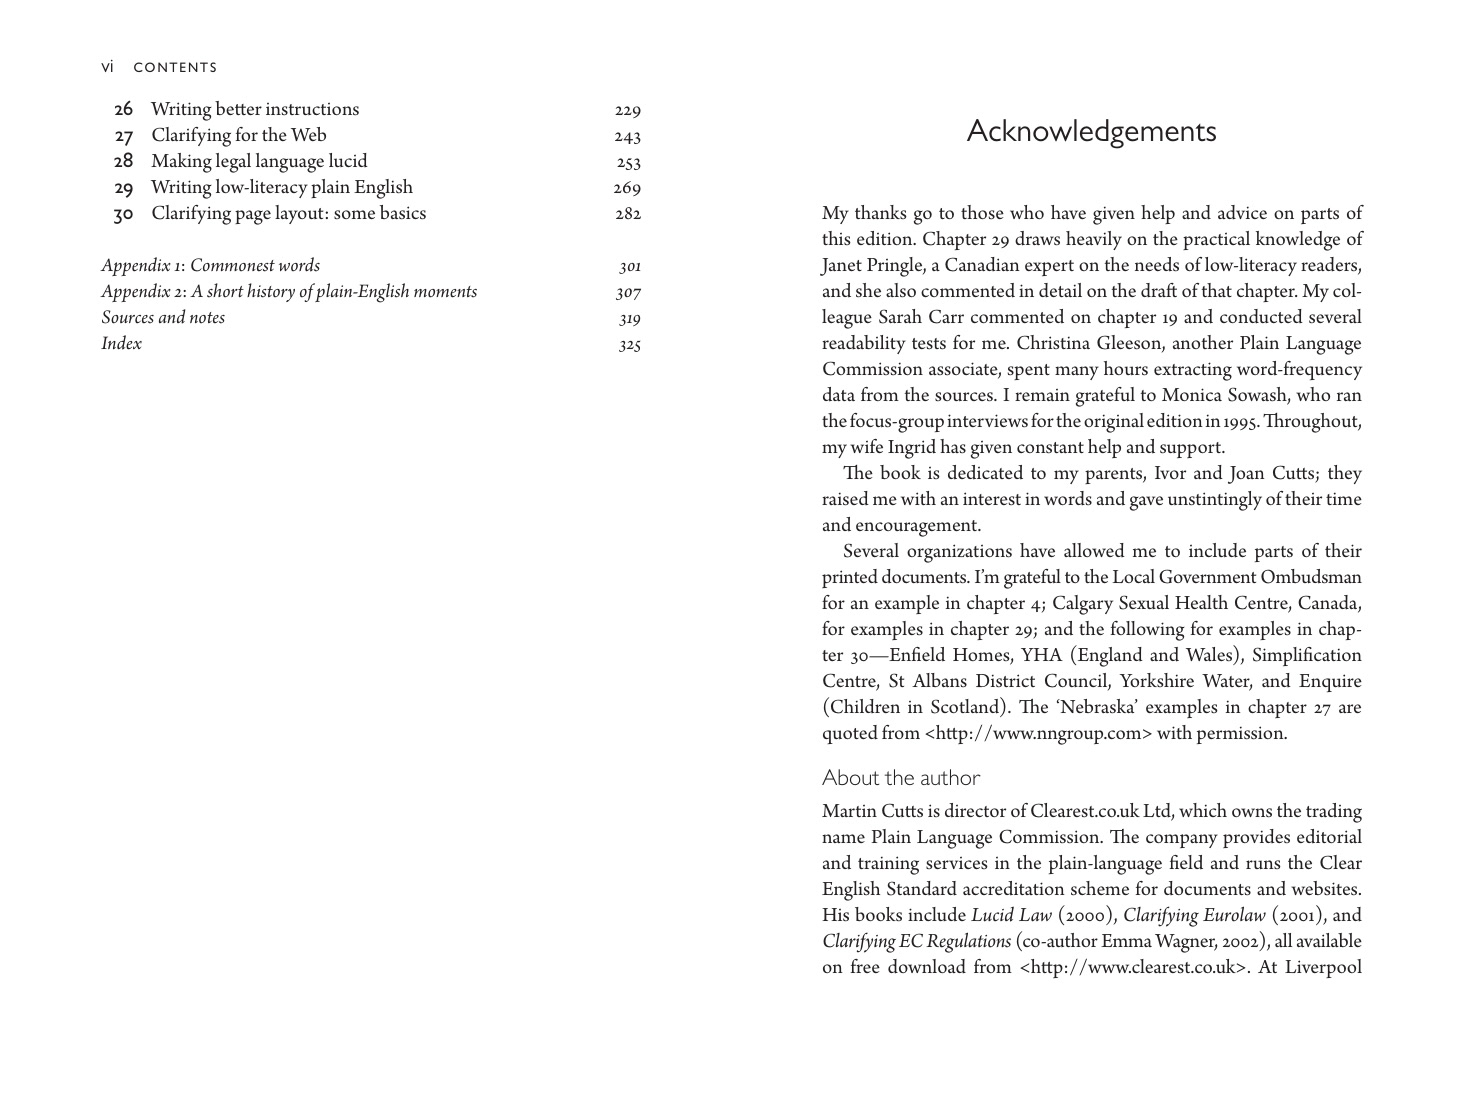 vi CONTENTS
26 Writing better instructions 229
27 Clarifying for the Web 243
28 Making legal language lucid 253
29 Writing low-literacy plain English 269
30 Clarifying page layout: some basics 282
Appendix 1: Commonest words 301
Appendix 2: A short history of plain-English moments 307
Sources and notes 319
Index 325
Acknowledgements
My thanks go to those who have given help and advice on parts of
this edition. Chapter 29 draws heavily on the practical knowledge of
Janet Pringle, a Canadian expert on the needs of low-literacy readers,
and she also commented in detail on the draft of that chapter. My col-
league Sarah Carr commented on chapter 19 and conducted several
readability tests for me. Christina Gleeson, another Plain Language
Commission associate, spent many hours extracting word-frequency
data from the sources. I remain grateful to Monica Sowash, who ran
the focus-group interviews for the original edition in 1995. Throughout,
my wife Ingrid has given constant help and support.
The book is dedicated to my parents, Ivor and Joan Cutts; they
raised me with an interest in words and gave unstintingly of their time
and encouragement.
Several organizations have allowed me to include parts of their
printed documents. I'm grateful to the Local Government Ombudsman
for an example in chapter 4; Calgary Sexual Health Centre, Canada,
for examples in chapter 29; and the following for examples in chap-
ter 30—Enfield Homes, YHA (England and Wales), Simplification
Centre, St Albans District Council, Yorkshire Water, and Enquire
(Children in Scotland). The ‘Nebraska’ examples in chapter 27 are
quoted from <http://www.nngroup.com> with permission.
About the author
Martin Cutts is director of Clearest.co.uk Ltd, which owns the trading
name Plain Language Commission. The company provides editorial
and training services in the plain-language field and runs the Clear
English Standard accreditation scheme for documents and websites.
His books include Lucid Law (2000), Clarifying Eurolaw (2001), and
Clarifying EC Regulations (co-author Emma Wagner, 2002), all available
on free download from <http://www.clearest.co.uk>. At Liverpool